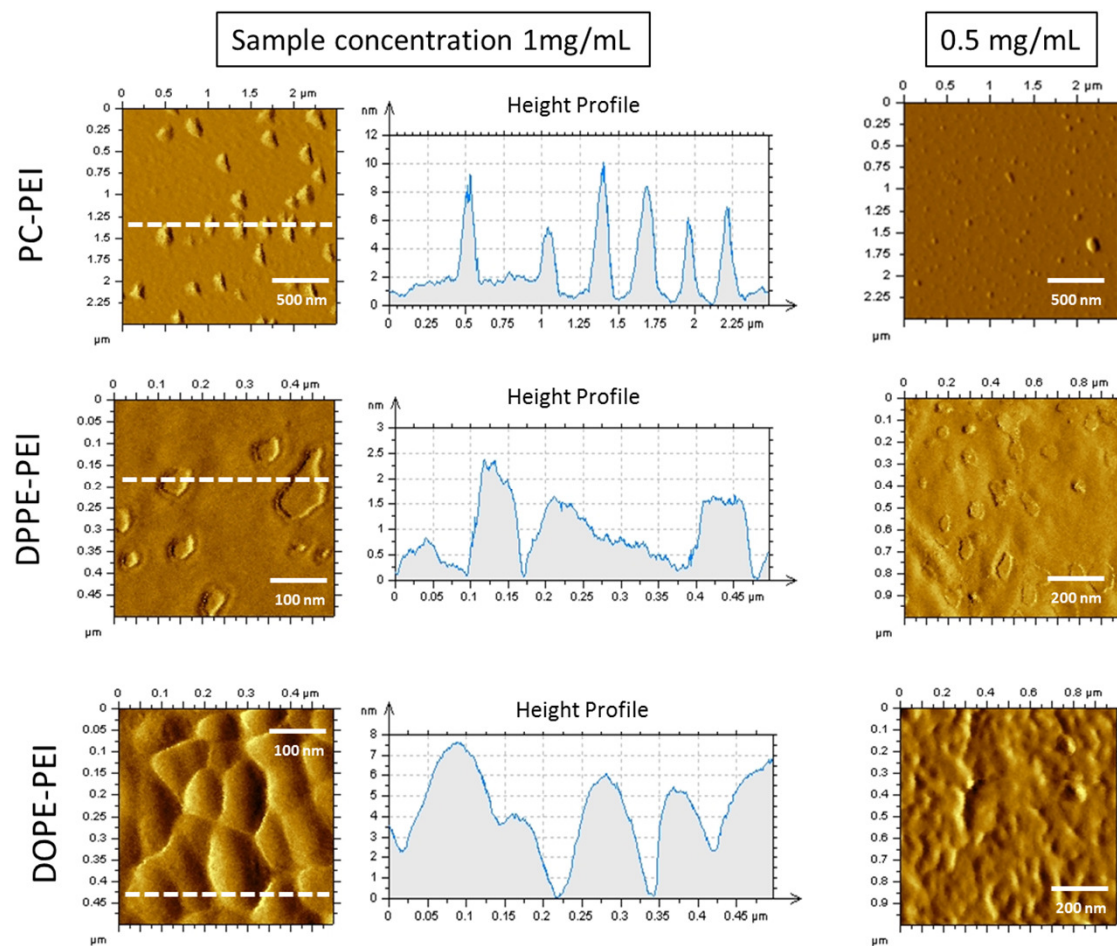 Sample concentration 1mg/mL
0.5 mg/mL
PC-PEI
0 0.5 1 1.5 2 µm
0
0.25
0.5
0.75
1
1.25
1.5
1.75
2
2.25
µm
500 nm
Height Profile
nm
12
10
8
6
4
2
0
0 0.25 0.5 0.75 1 1.25 1.5 1.75 2 2.25 µm
0 0.5 1 1.5 2 µm
0
0.25
0.5
0.75
1
1.25
1.5
1.75
2
2.25
µm
500 nm
DPPE-PEI
0 0.1 0.2 0.3 0.4 µm
0
0.05
0.1
0.15
0.2
0.25
0.3
0.35
0.4
0.45
µm
100 nm
Height Profile
nm
3
2.5
2
1.5
1
0.5
0
0 0.05 0.1 0.15 0.2 0.25 0.3 0.35 0.4 0.45 µm
0 0.2 0.4 0.6 0.8 µm
0
0.1
0.2
0.3
0.4
0.5
0.6
0.7
0.8
0.9
µm
200 nm
DOPE-PEI
0 0.1 0.2 0.3 0.4 µm
0
0.05
0.1
0.15
0.2
0.25
0.3
0.35
0.4
0.45
µm
100 nm
Height Profile
nm
8
7
6
5
4
3
2
1
0
0 0.05 0.1 0.15 0.2 0.25 0.3 0.35 0.4 0.45 µm
0 0.2 0.4 0.6 0.8 µm
0
0.1
0.2
0.3
0.4
0.5
0.6
0.7
0.8
0.9
µm
200 nm